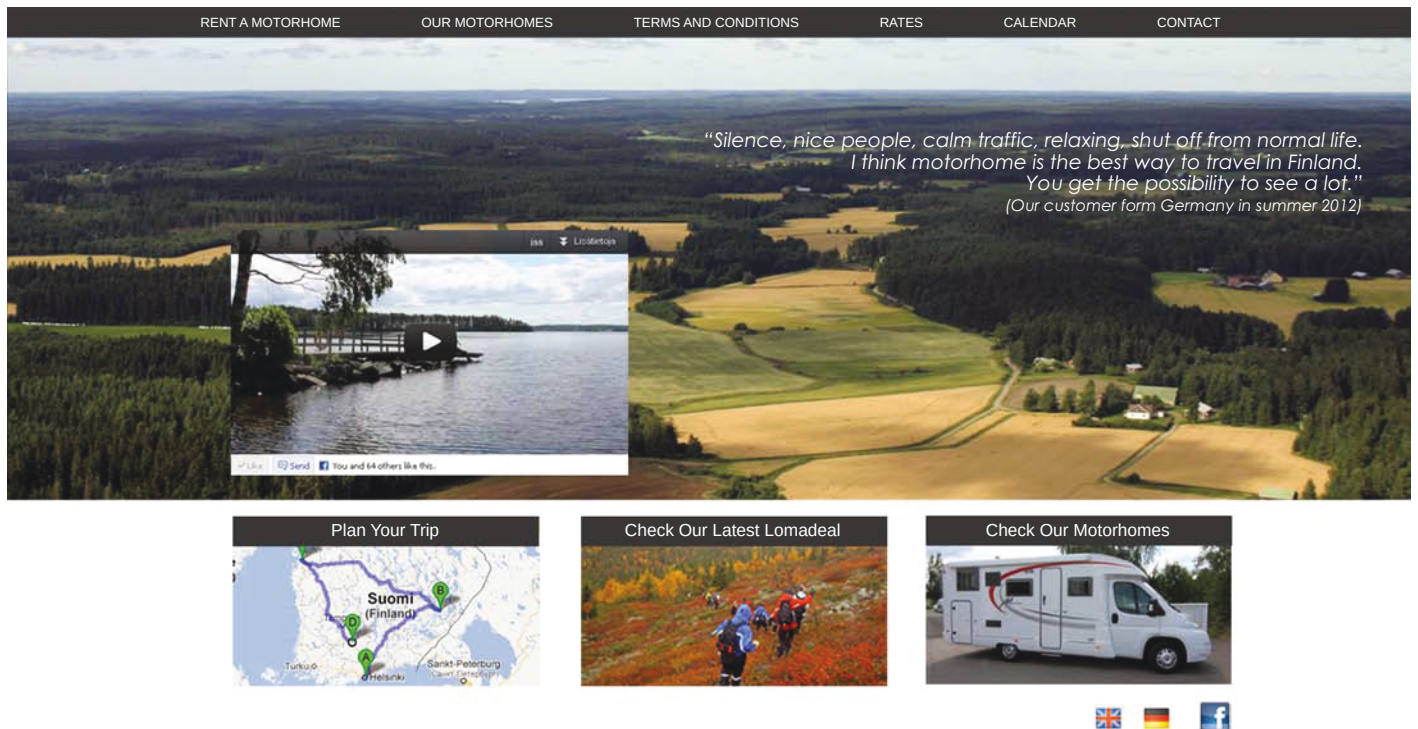 RENT A MOTORHOME OUR MOTORHOMES TERMS AND CONDITIONS RATES CALENDAR CONTACT
“Silence, nice people, calm traffic, relaxing, shut off from normal life.
I think motorhome is the best way to travel in Finland.
You get the possibility to see a lot.”
(Our customer form Germany in summer 2012)
Lisätietoja
Like Send You and 64 others like this.
Plan Your Trip
Check Our Latest Lomadeal
Check Our Motorhomes
B
Suomi
(Finland)
D
A
Turku
Helsinki
Sankt-Peterburg
f